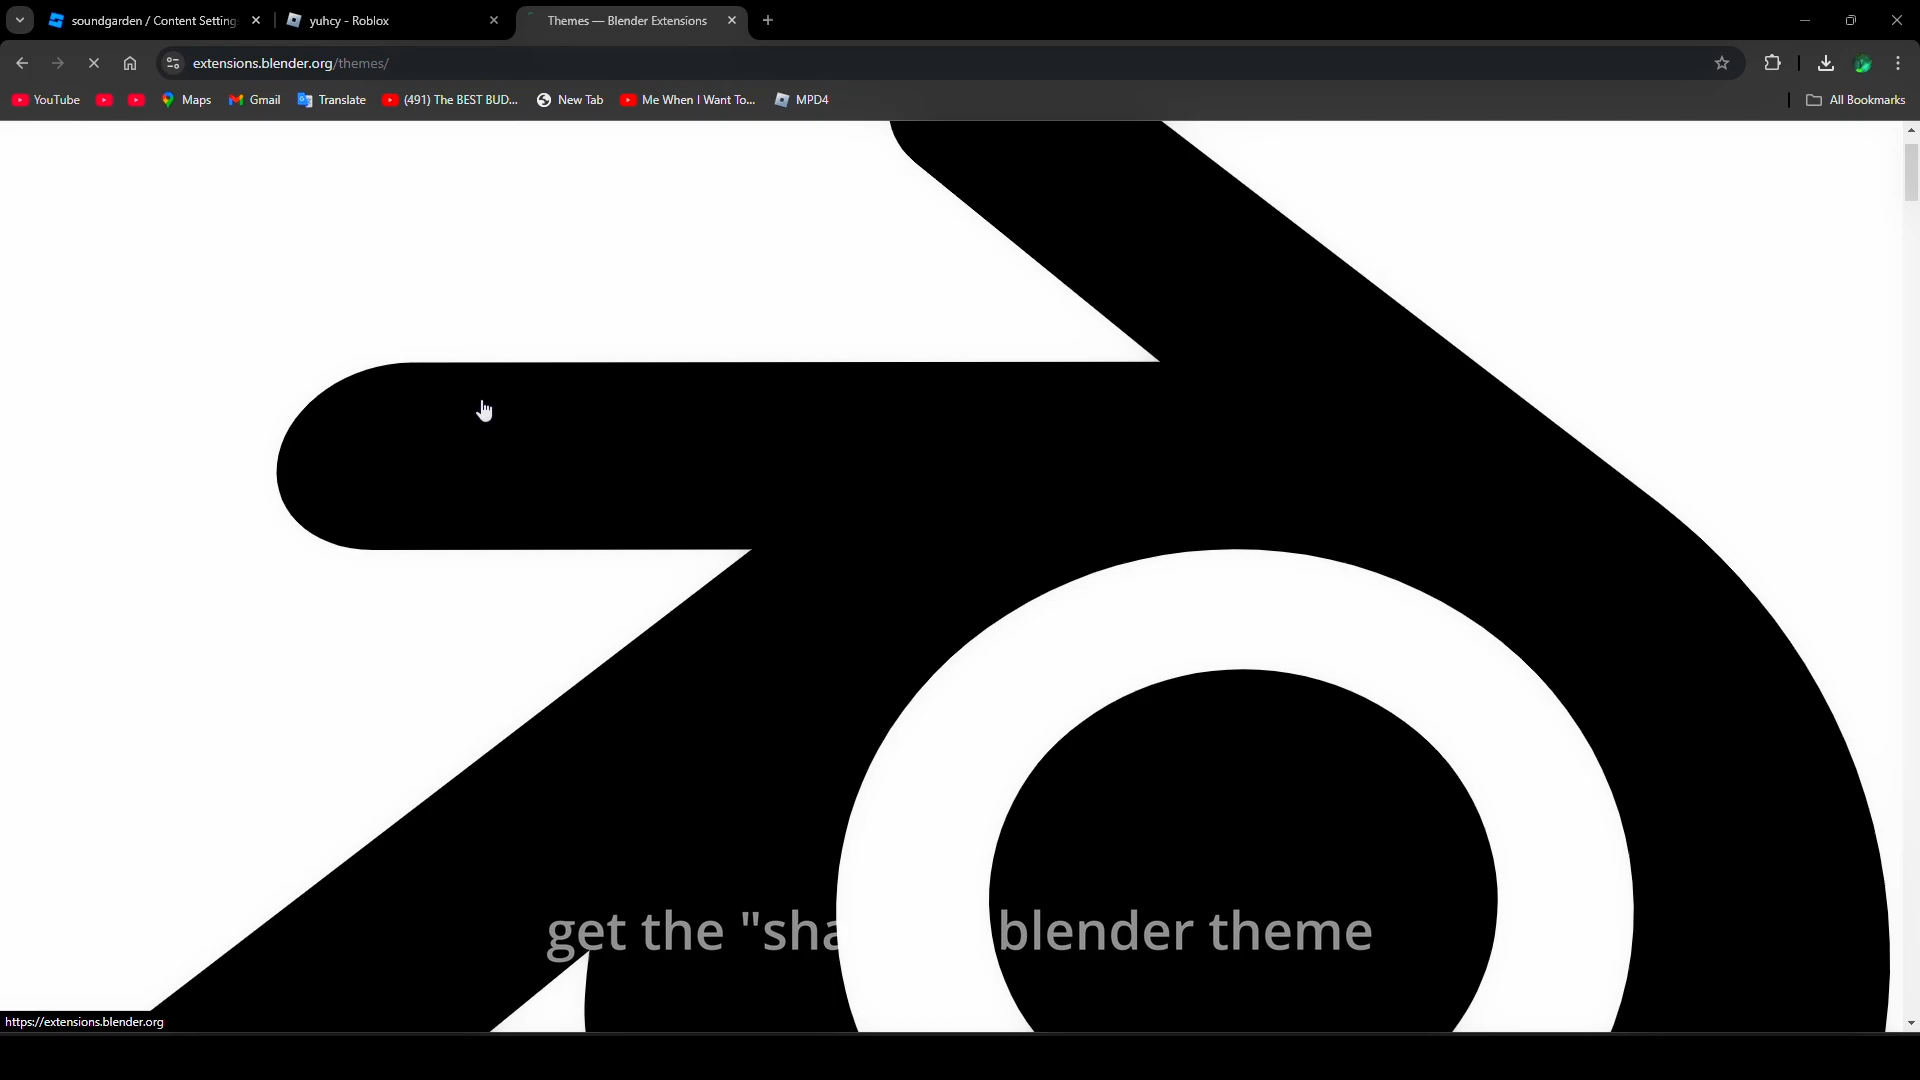 soundgarden / Content Setting
yuhcy - Roblox
Themes — Blender Extensions
extensions.blender.org/themes/
YouTube
Maps
Gmail
Translate
(491) The BEST BUD...
New Tab
Me When I Want To...
MPD4
All Bookmarks
get the "sha blender theme
https://extensions.blender.org